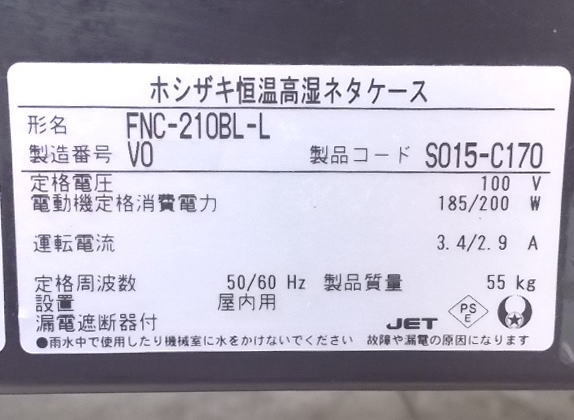 ホシザキ恒温高湿ネタケース
形名 FNC-210BL-L
製造番号 V0 製品コード S015-C170
定格電圧 100 V
電動機定格消費電力 185/200 W
運転電流 3.4/2.9 A
定格周波数 50/60 Hz 製品質量 55 kg
設置 屋内用
漏電遮断器付 JET PSE
●雨水中で使用したり機械室に水をかけないでください 故障や漏電の原因になります